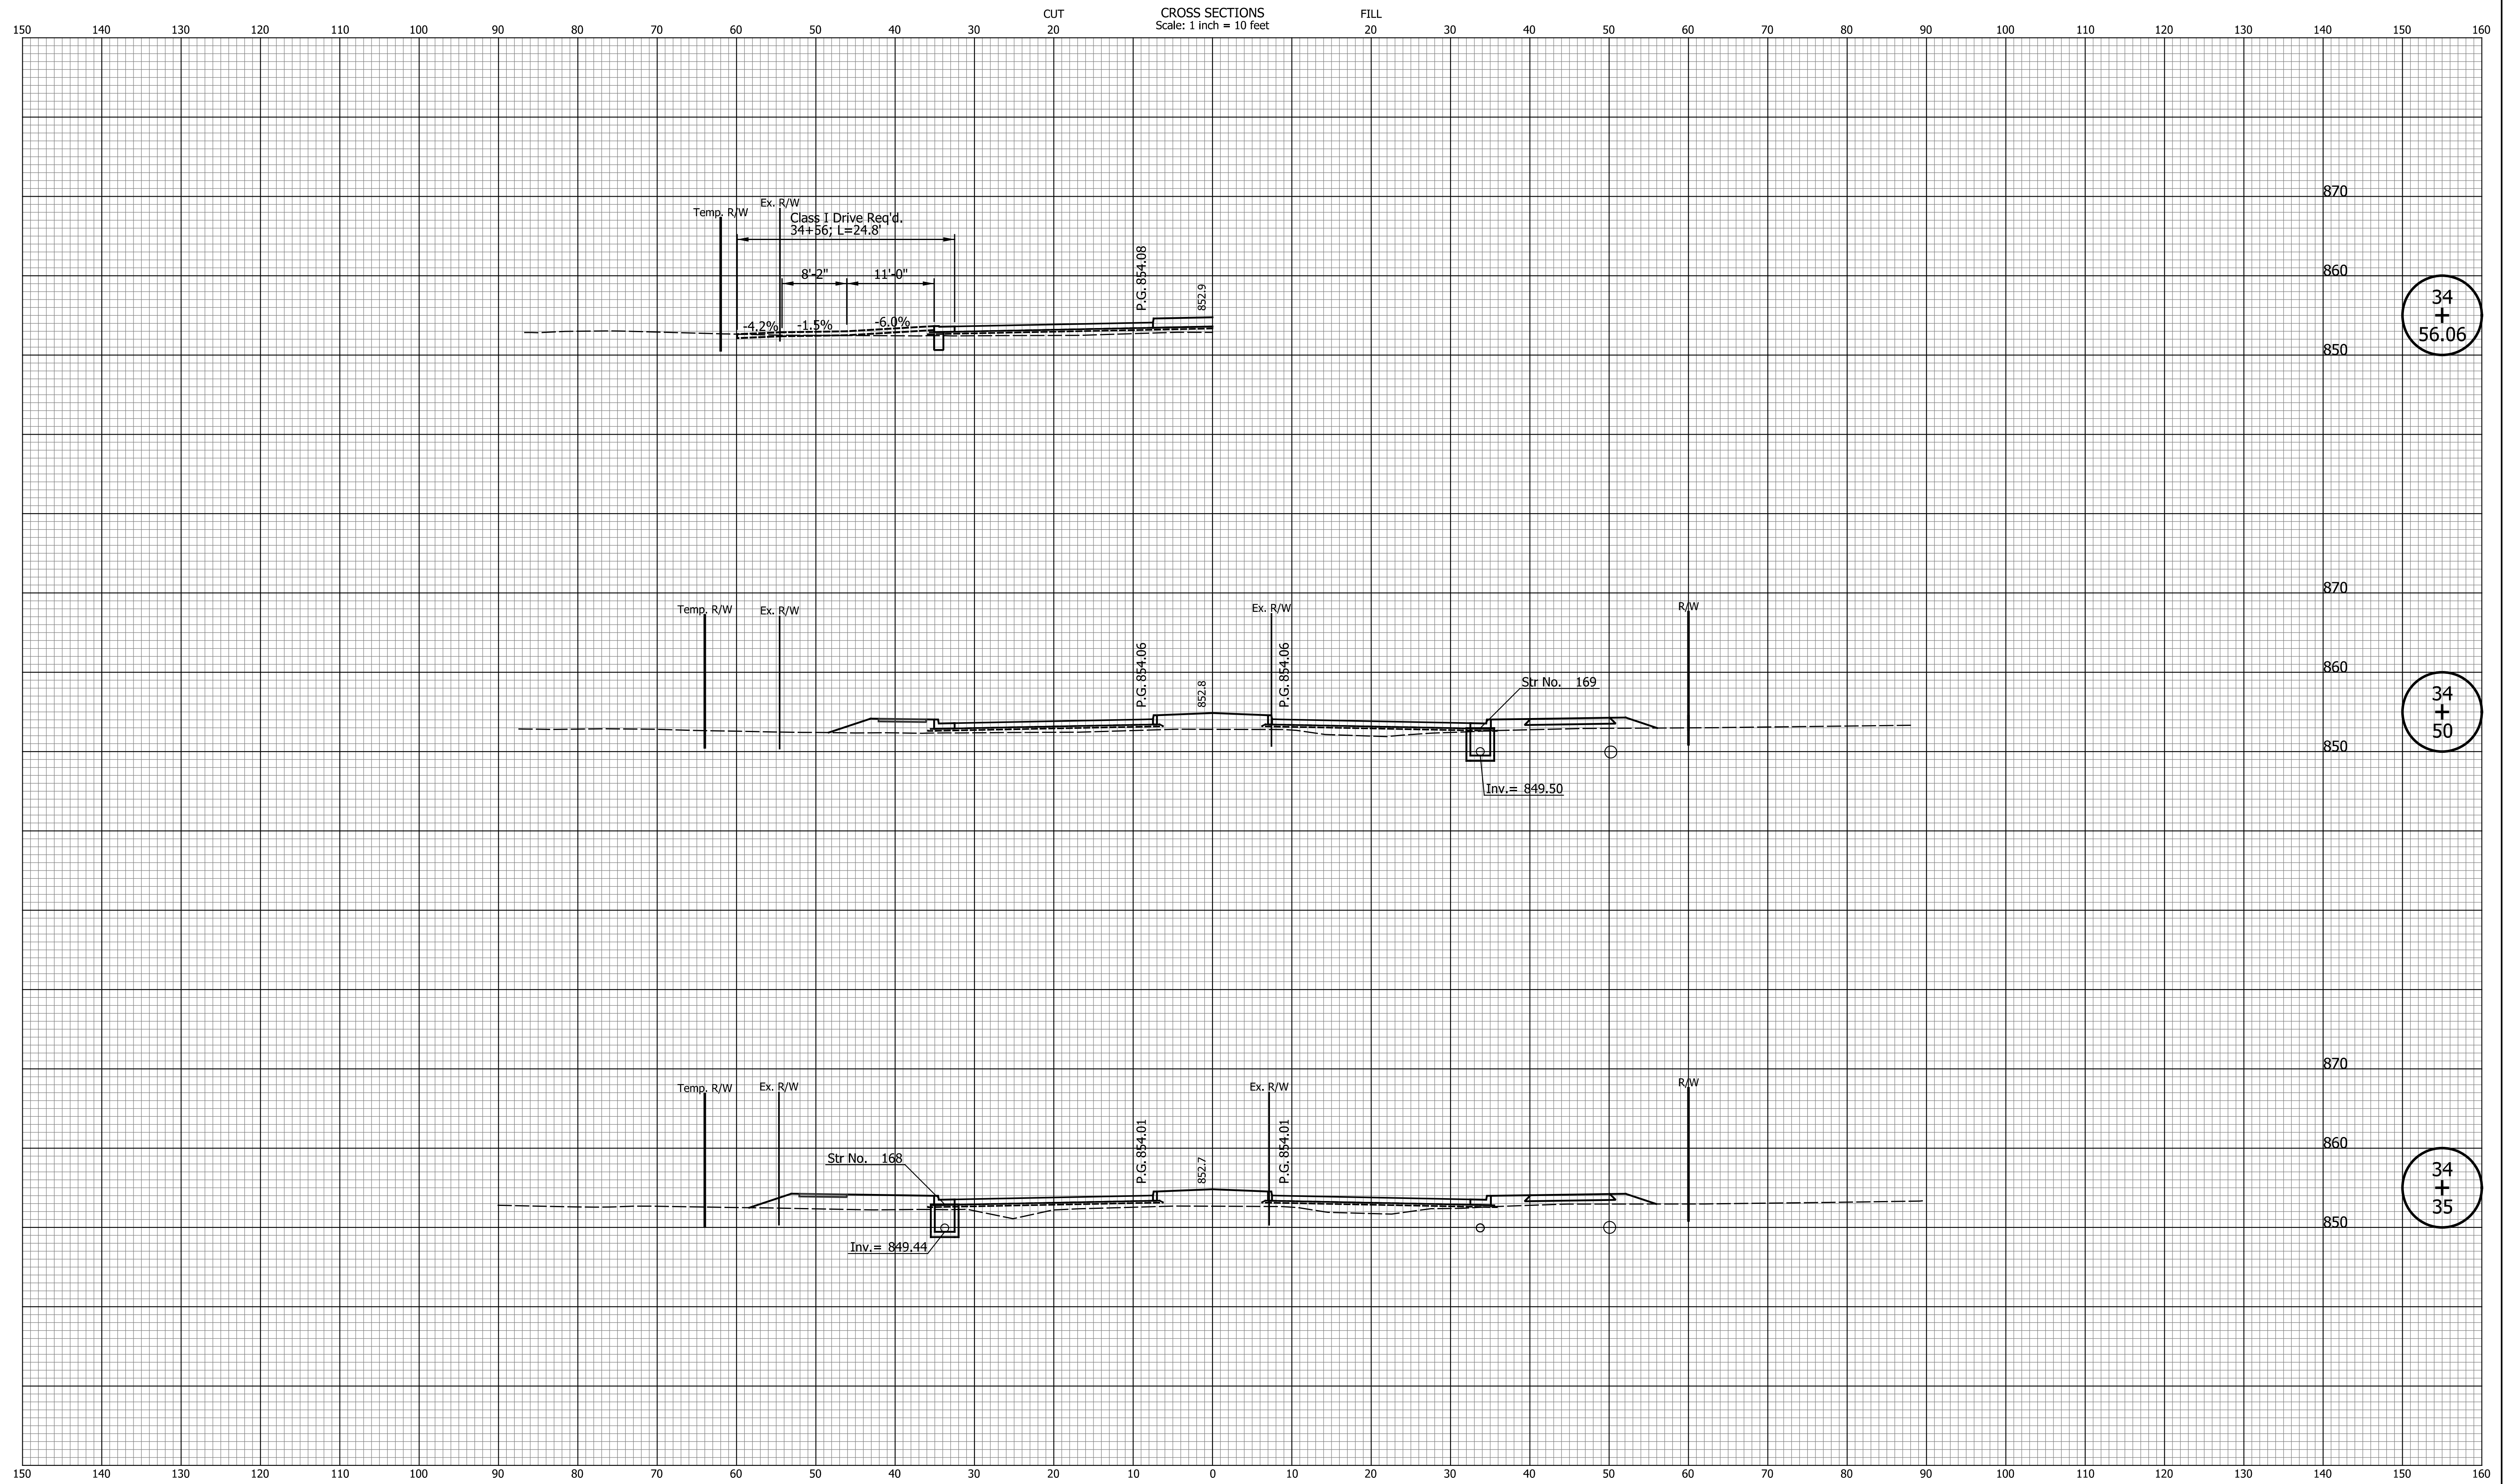 CUT CROSS SECTIONS FILL
Scale: 1 inch = 10 feet
150 140 130 120 110 100 90 80 70 60 50 40 30 20 10 0 10 20 30 40 50 60 70 80 90 100 110 120 130 140 150 160
870
Temp. R/W
Ex. R/W
Class I Drive Req'd.
34+56; L=24.8'
8'-2"
11'-0"
-4.2%
-1.5%
-6.0%
P.G. 854.08
852.9
860
850
34
+
56.06
870
Temp. R/W
Ex. R/W
Ex. R/W
R/W
P.G. 854.06
852.8
P.G. 854.06
Str No. 169
Inv.= 849.50
860
850
34
+
50
870
Temp. R/W
Ex. R/W
Ex. R/W
R/W
Str No. 168
P.G. 854.01
852.7
P.G. 854.01
Inv.= 849.44
860
850
34
+
35
150 140 130 120 110 100 90 80 70 60 50 40 30 20 10 0 10 20 30 40 50 60 70 80 90 100 110 120 130 140 150 160